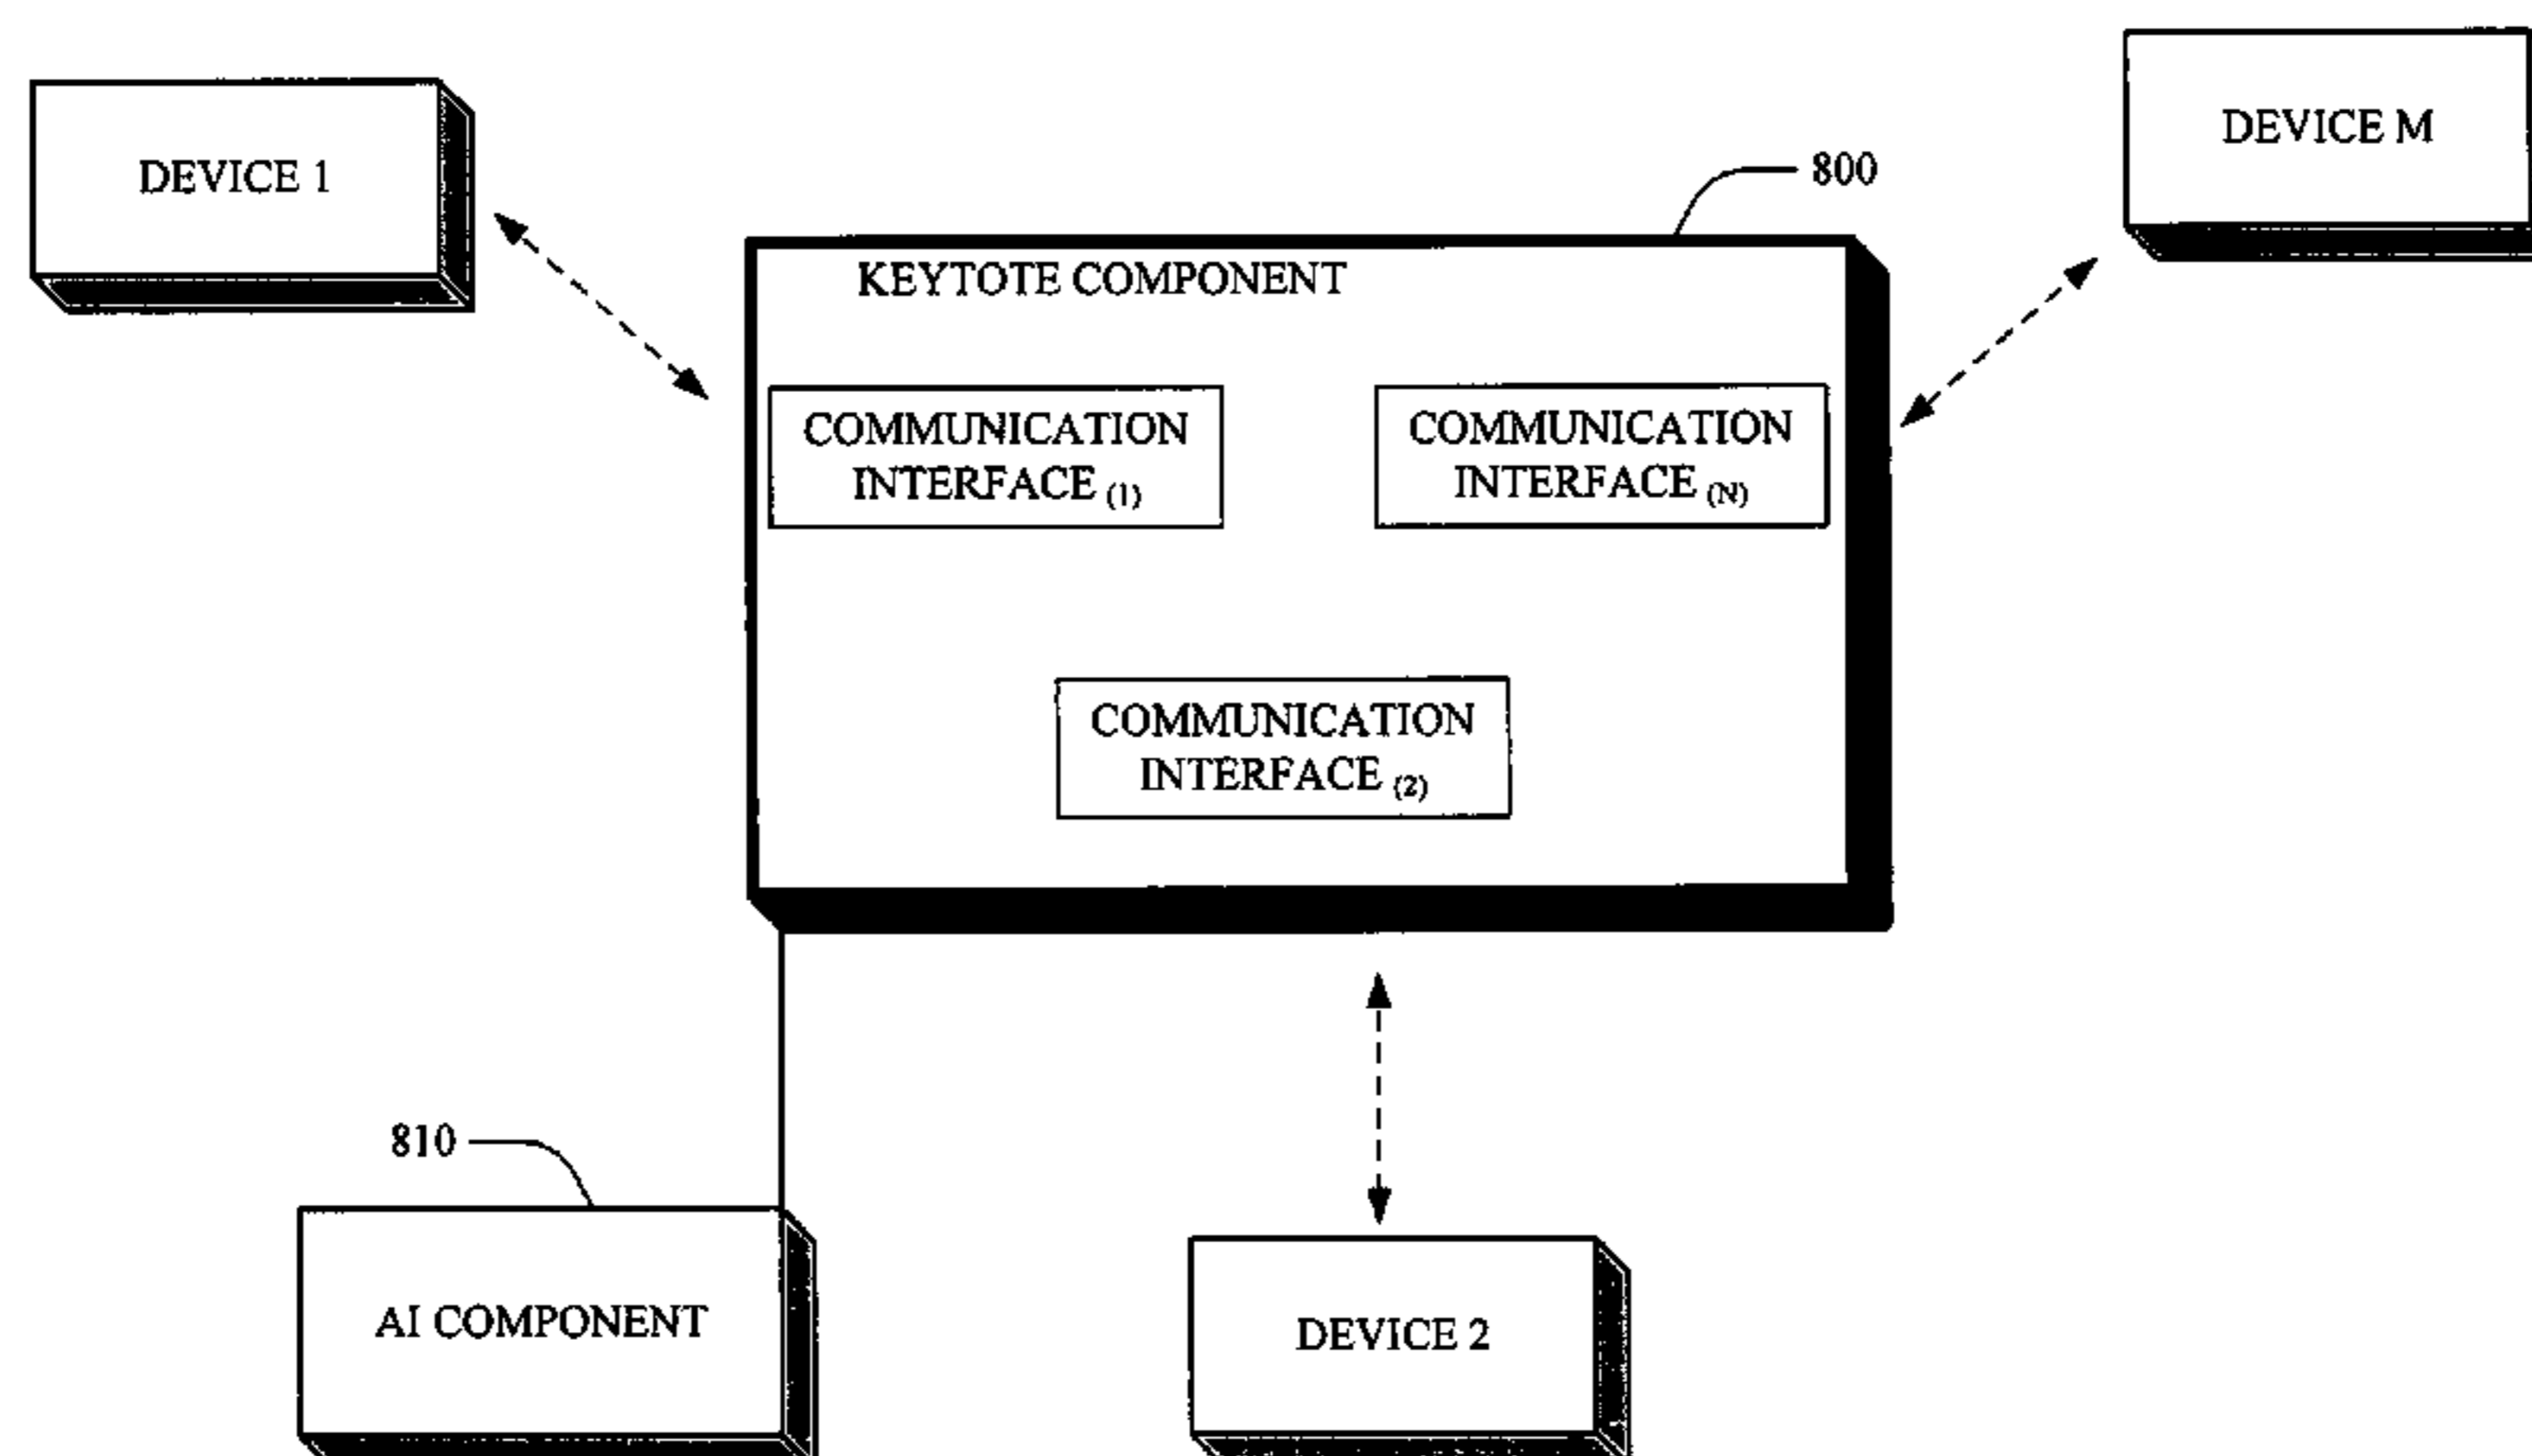 DEVICE M
DEVICE 1
800
KEYTOTE COMPONENT
COMMUNICATION
INTERFACE (1)
COMMUNICATION
INTERFACE (N)
COMMUNICATION
INTERFACE (2)
810
AI COMPONENT
DEVICE 2